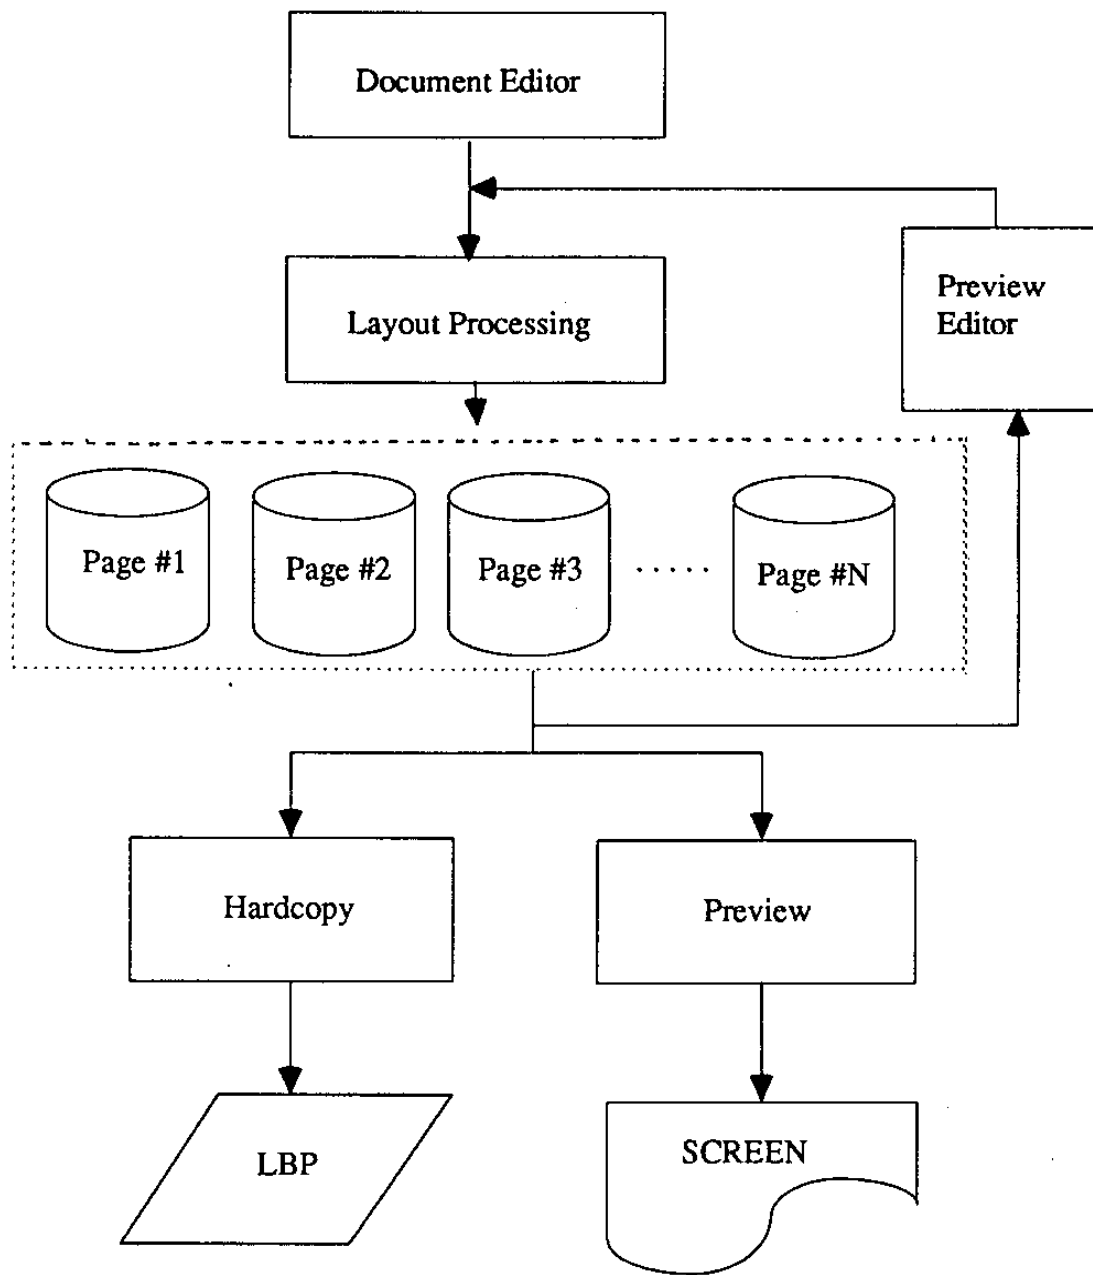 Document Editor
Preview
Editor
Layout Processing
Page #1
Page #2
Page #3
.....
Page #N
Hardcopy
Preview
LBP
SCREEN